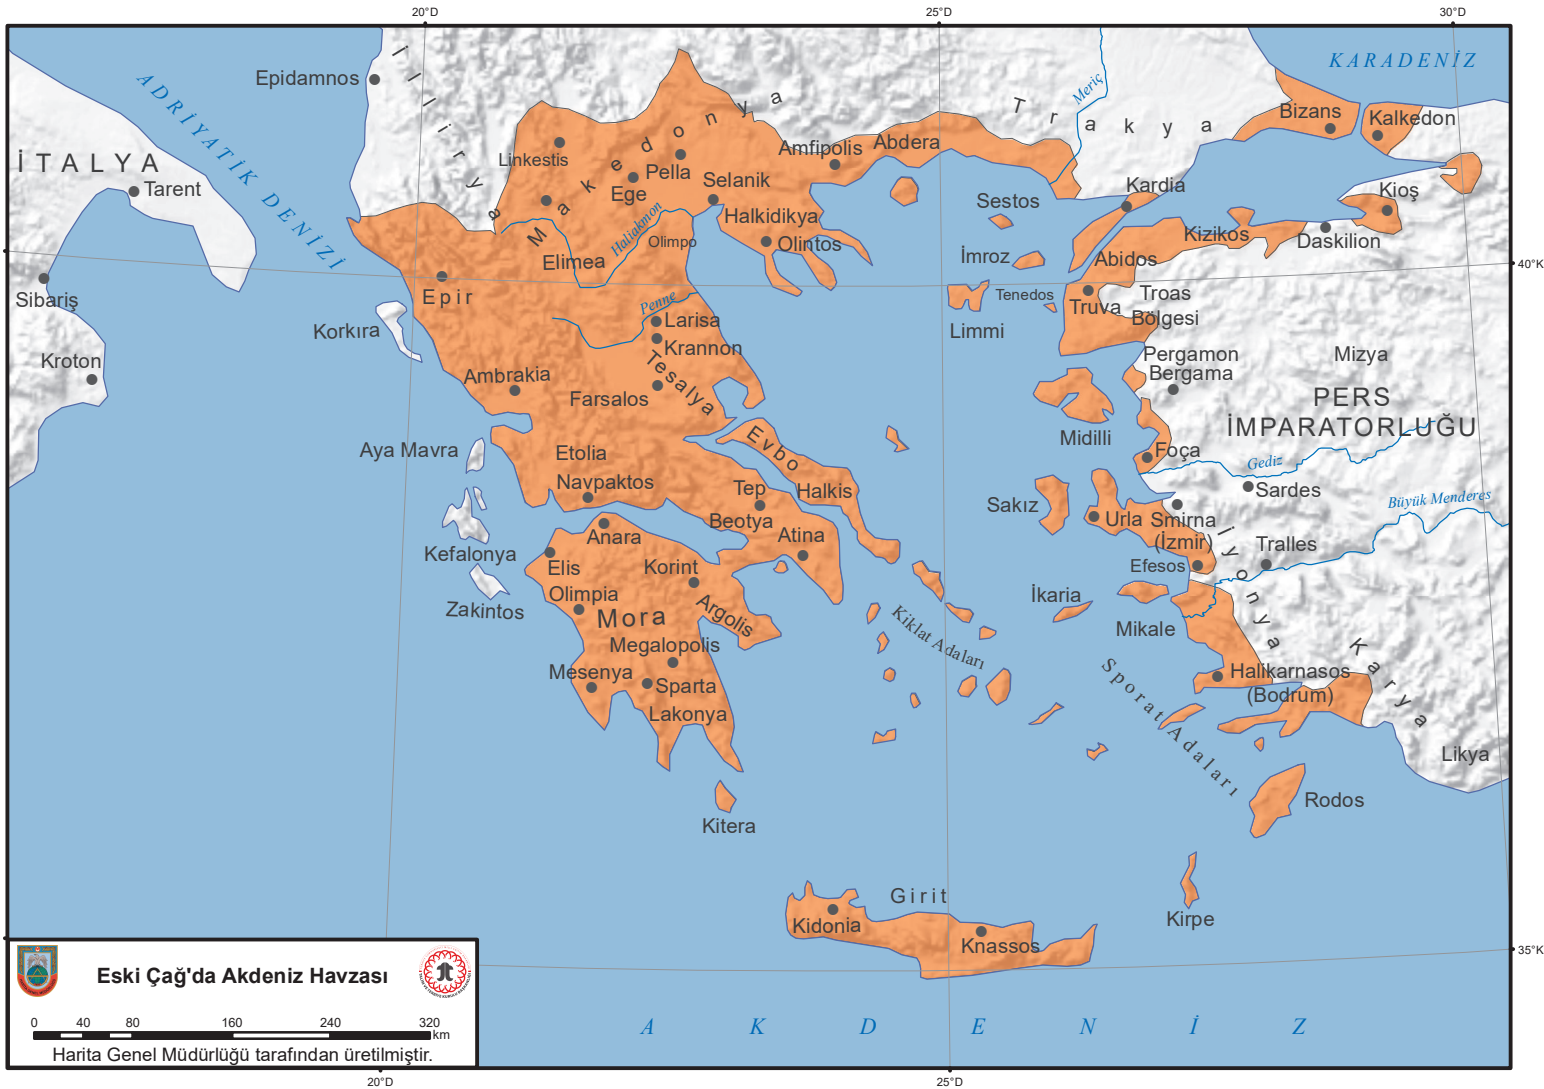 20°D
25°D
30°D
Epidamnos
İlliryа
ADRİYATİK DENİZİ
İTALYA
Tarent
Sibariş
Kroton
Korkıra
KARADENİZ
Trakya
Meriç
Bizans
Kalkedon
Makedonya
Linkestis
Pella
Ege
Selanik
Amfipolis
Abdera
Halkidikya
Olintos
Haliakmon
Olimpo
Elimea
Sestos
Kardia
Kioş
Kizikos
Daskilion
İmroz
Abidos
40°K
Epir
Penne
Larisa
Krannon
Tesalya
Farsalos
Ambrakia
Limmi
Tenedos
Truva
Troas
Bölgesi
Pergamon
Bergama
Mizya
PERS
İMPARATORLUĞU
Midilli
Foça
Gediz
Sardes
Büyük Menderes
Aya Mavra
Etolia
Navpaktos
Evbo
Halkis
Tep
Beotya
Atina
Sakız
Urla
Smirna
(İzmir)
İyonya
Efesos
Tralles
Kefalonya
Zakintos
Anara
Elis
Olimpia
Korint
Argolis
Mora
Megalopolis
Mesenya
Sparta
Lakonya
Kiklat Adaları
İkaria
Mikale
Sporat Adaları
Halikarnasos
(Bodrum)
Karya
Likya
Rodos
Kitera
Kirpe
Girit
Kidonia
Knassos
35°K
AKDENİZ
Eski Çağ'da Akdeniz Havzası
0 40 80 160 240 320
km
Harita Genel Müdürlüğü tarafından üretilmiştir.
20°D
25°D